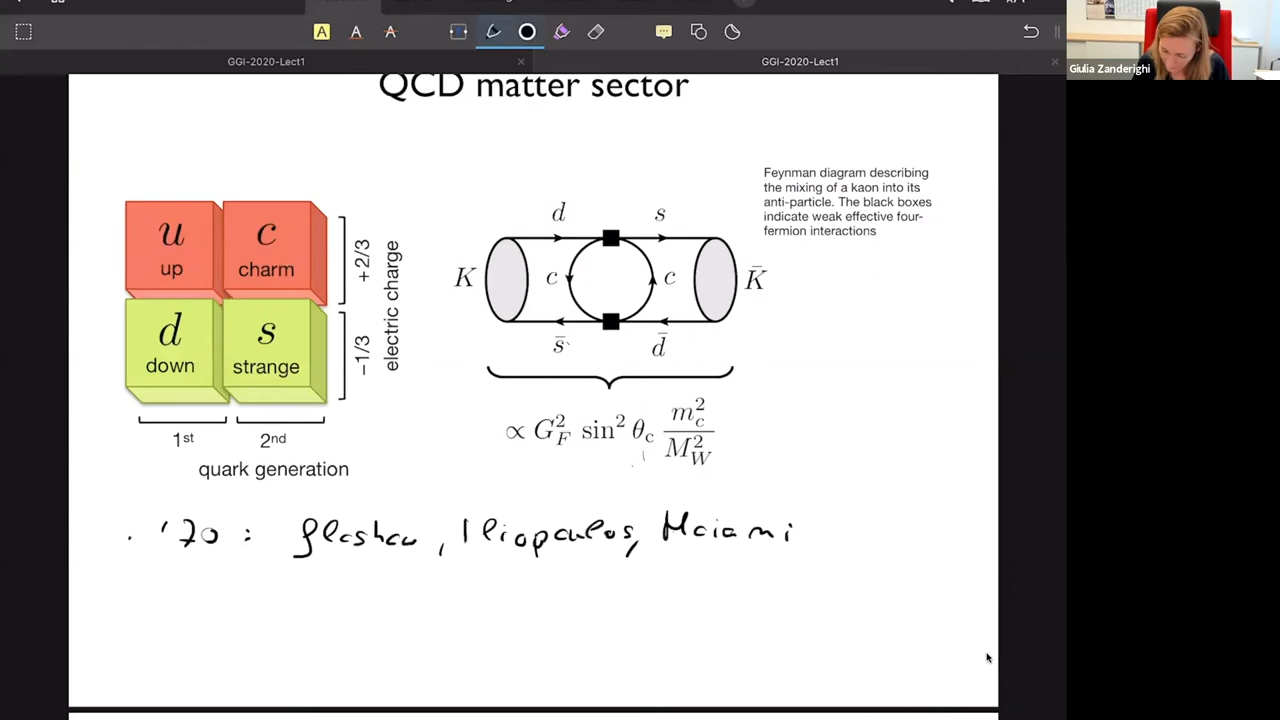 GGI-2020-Lect1
GGI-2020-Lect1
Giulia Zanderighi
QCD matter sector
u
up
c
charm
d
down
s
strange
+2/3
−1/3
electric charge
1st
2nd
quark generation
Feynman diagram describing
the mixing of a kaon into its
anti-particle. The black boxes
indicate weak effective four-
fermion interactions
d
s
K
c
c
K̄
s̄
d̄
∝ G_F^2 sin^2 θ_c m_c^2 / M_W^2
. '70 : Glashow, Iliopoulos, Maiani